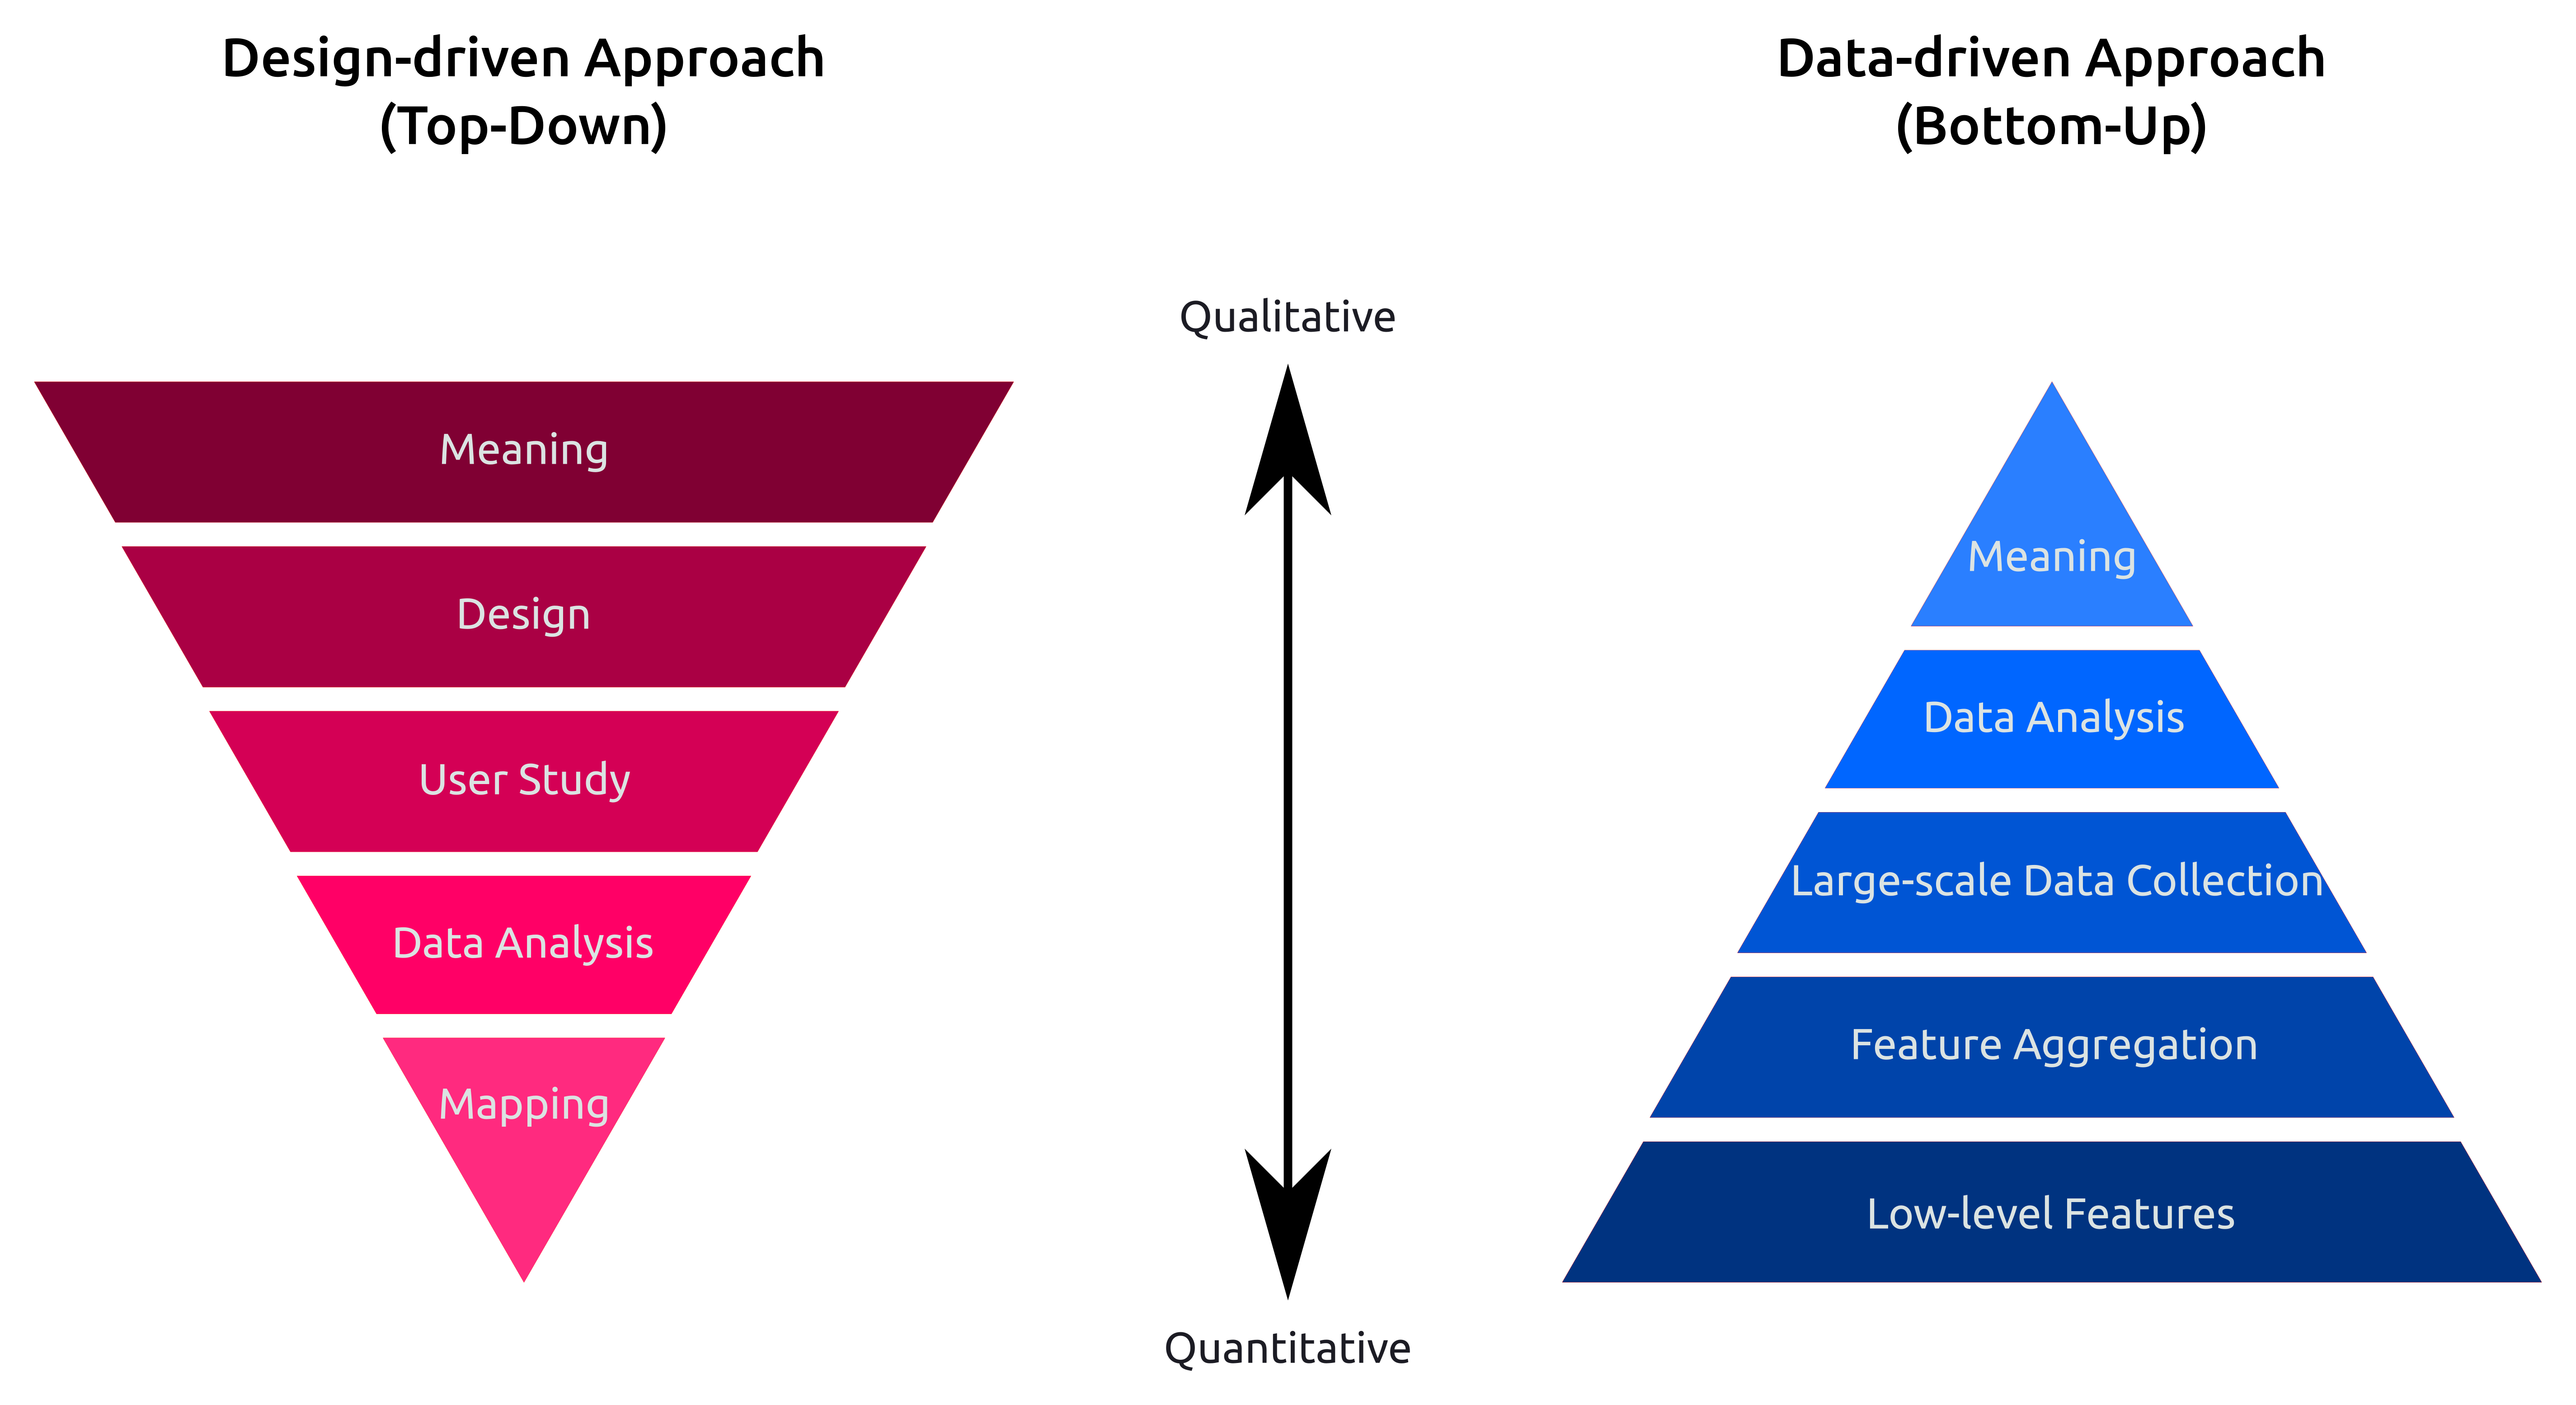 Design-driven Approach
(Top-Down)
Meaning
Design
User Study
Data Analysis
Mapping
Qualitative
Quantitative
Data-driven Approach
(Bottom-Up)
Meaning
Data Analysis
Large-scale Data Collection
Feature Aggregation
Low-level Features